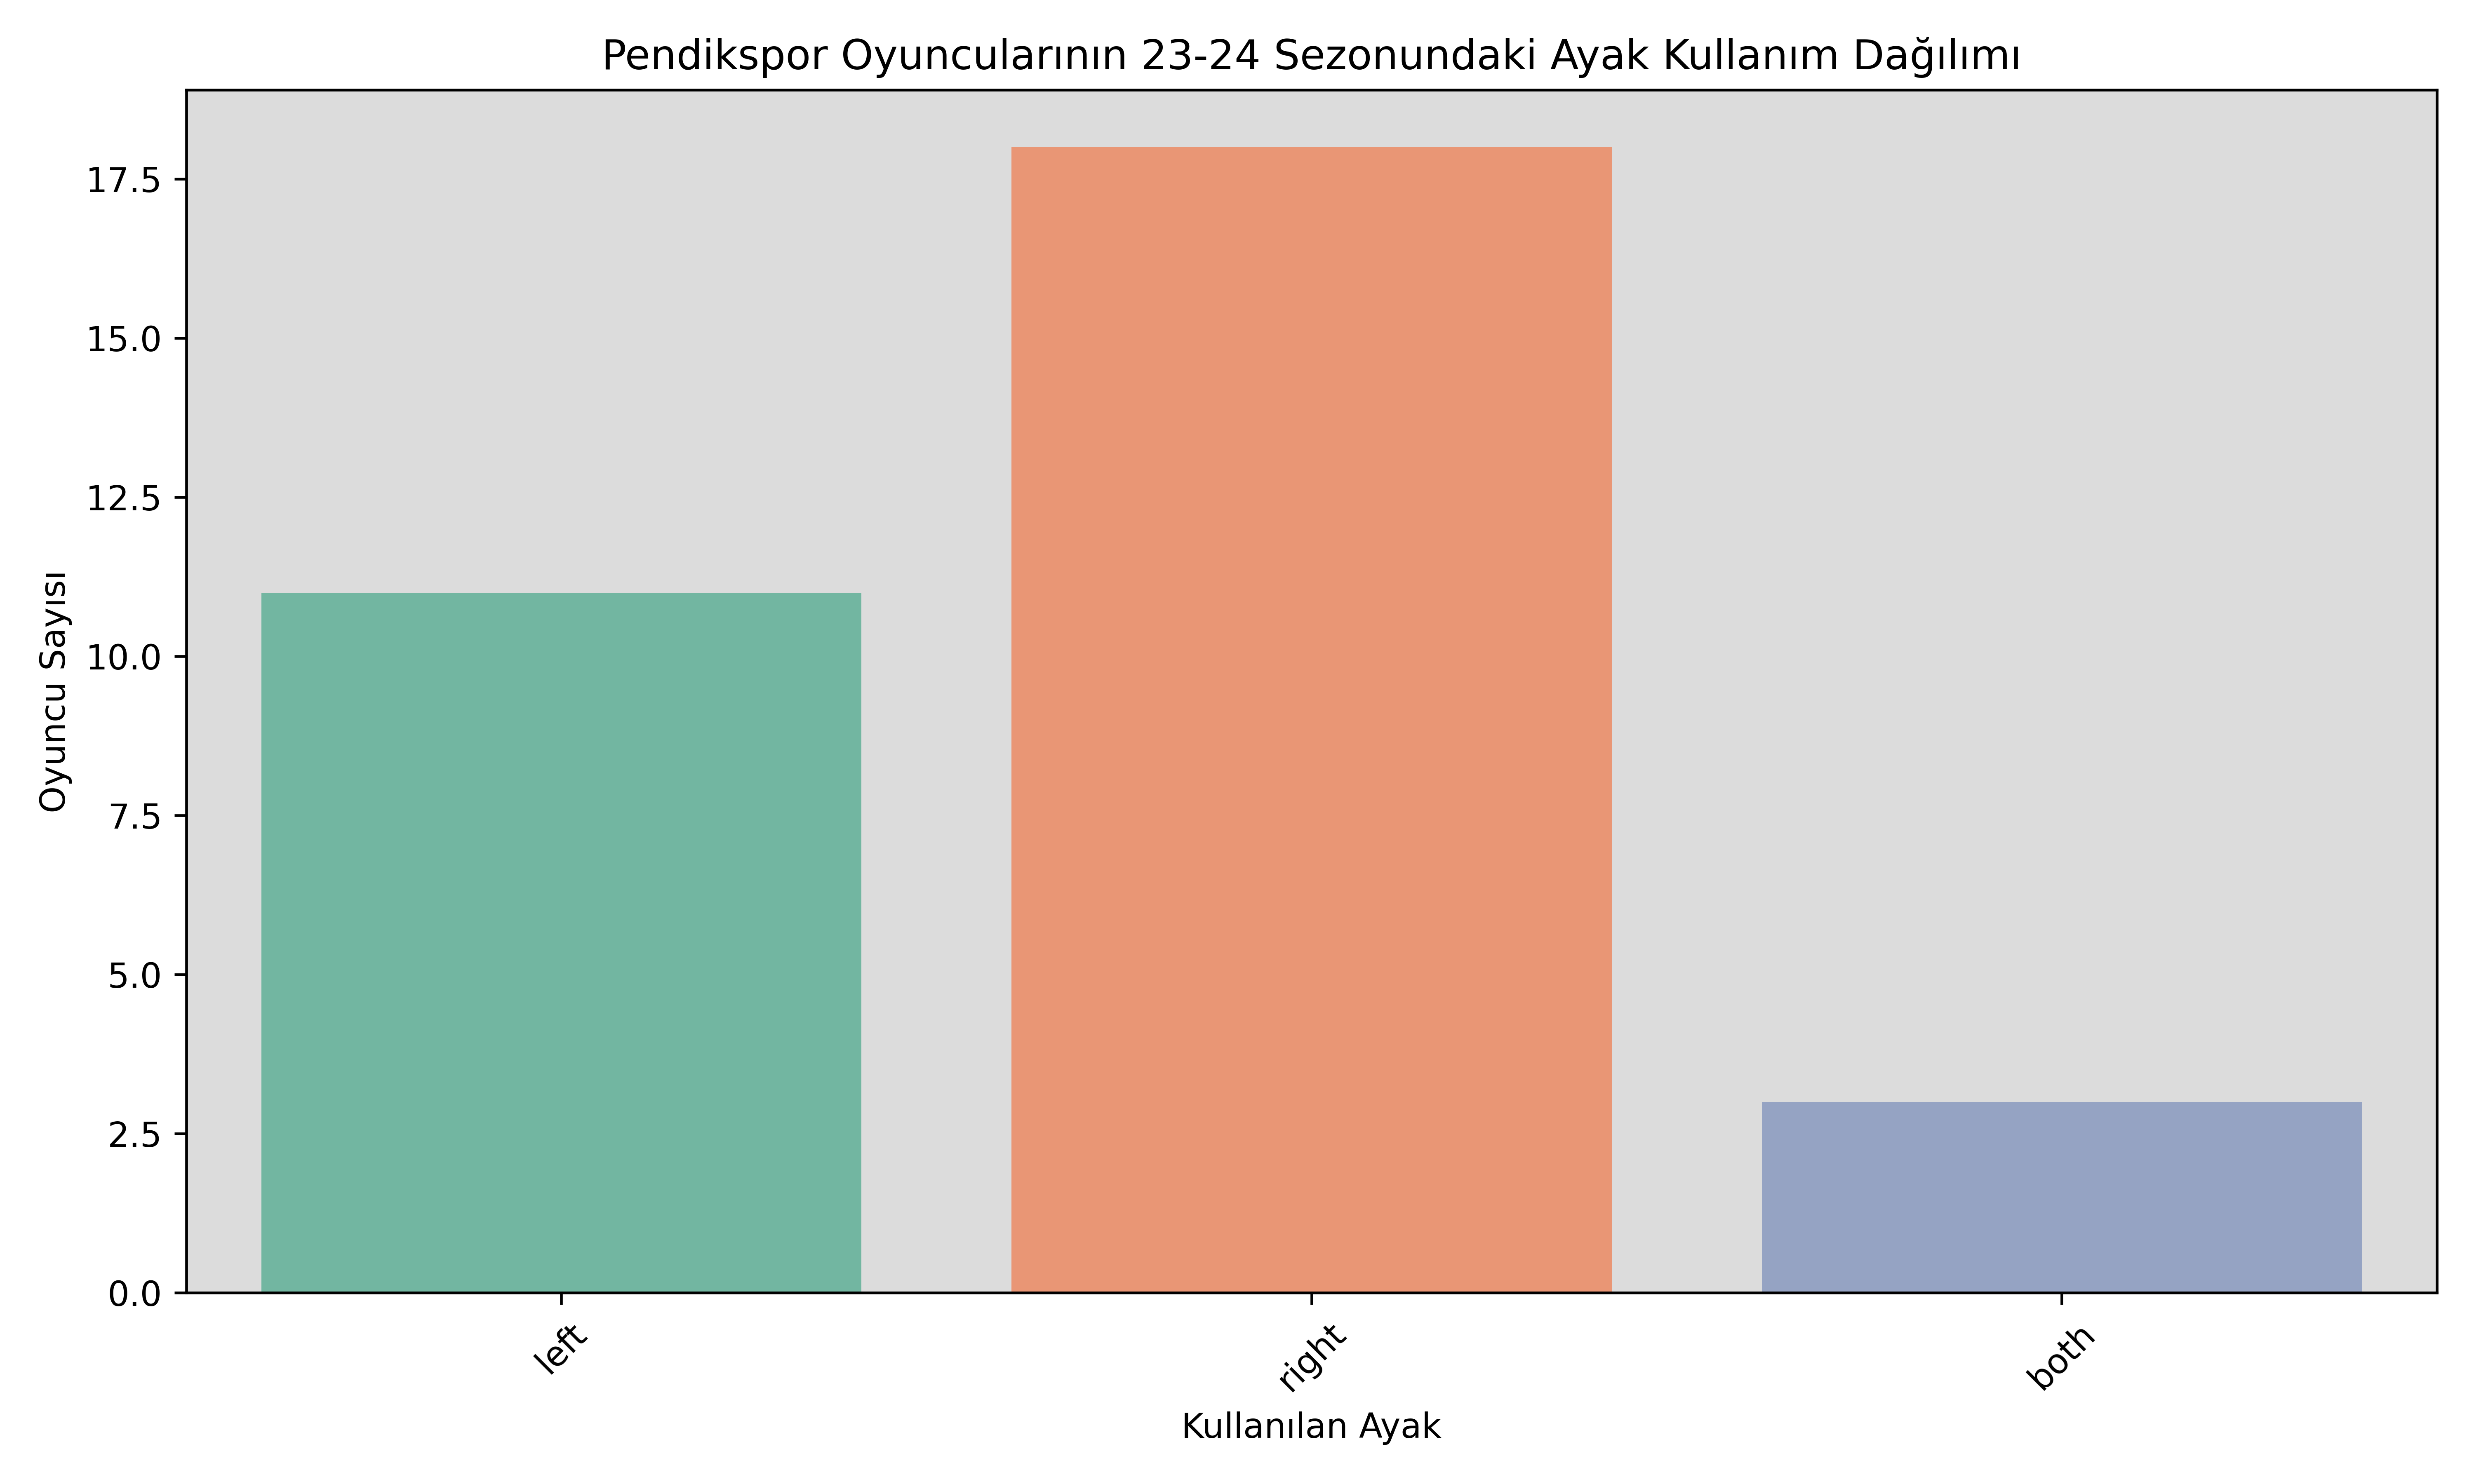 Pendikspor Oyuncularının 23-24 Sezonundaki Ayak Kullanım Dağılımı
Oyuncu Sayısı
17.5
15.0
12.5
10.0
7.5
5.0
2.5
0.0
left
right
both
Kullanılan Ayak